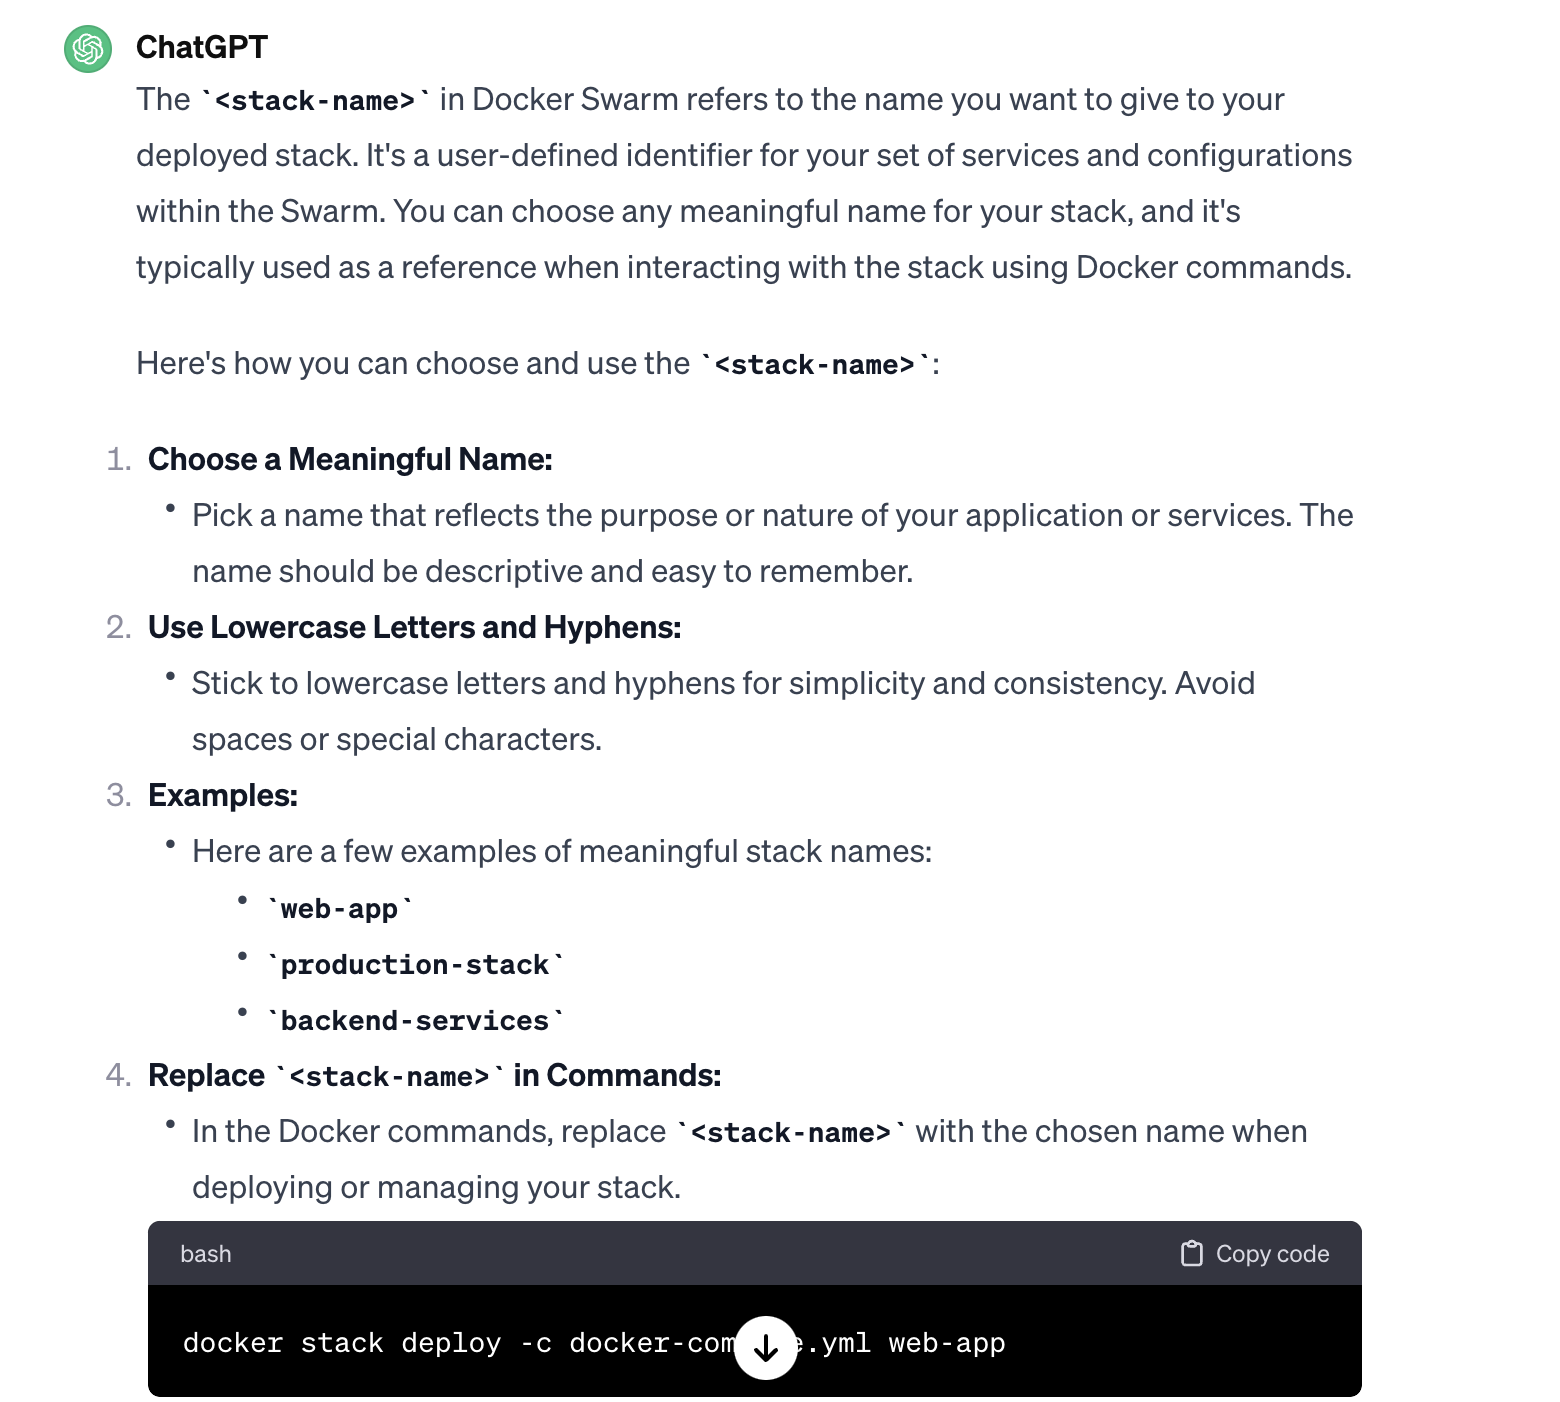 ChatGPT
The `<stack-name>` in Docker Swarm refers to the name you want to give to your
deployed stack. It's a user-defined identifier for your set of services and configurations
within the Swarm. You can choose any meaningful name for your stack, and it's
typically used as a reference when interacting with the stack using Docker commands.
Here's how you can choose and use the `<stack-name>`:
1. Choose a Meaningful Name:
• Pick a name that reflects the purpose or nature of your application or services. The
name should be descriptive and easy to remember.
2. Use Lowercase Letters and Hyphens:
• Stick to lowercase letters and hyphens for simplicity and consistency. Avoid
spaces or special characters.
3. Examples:
• Here are a few examples of meaningful stack names:
• `web-app`
• `production-stack`
• `backend-services`
4. Replace `<stack-name>` in Commands:
• In the Docker commands, replace `<stack-name>` with the chosen name when
deploying or managing your stack.
bash Copy code
docker stack deploy -c web-app